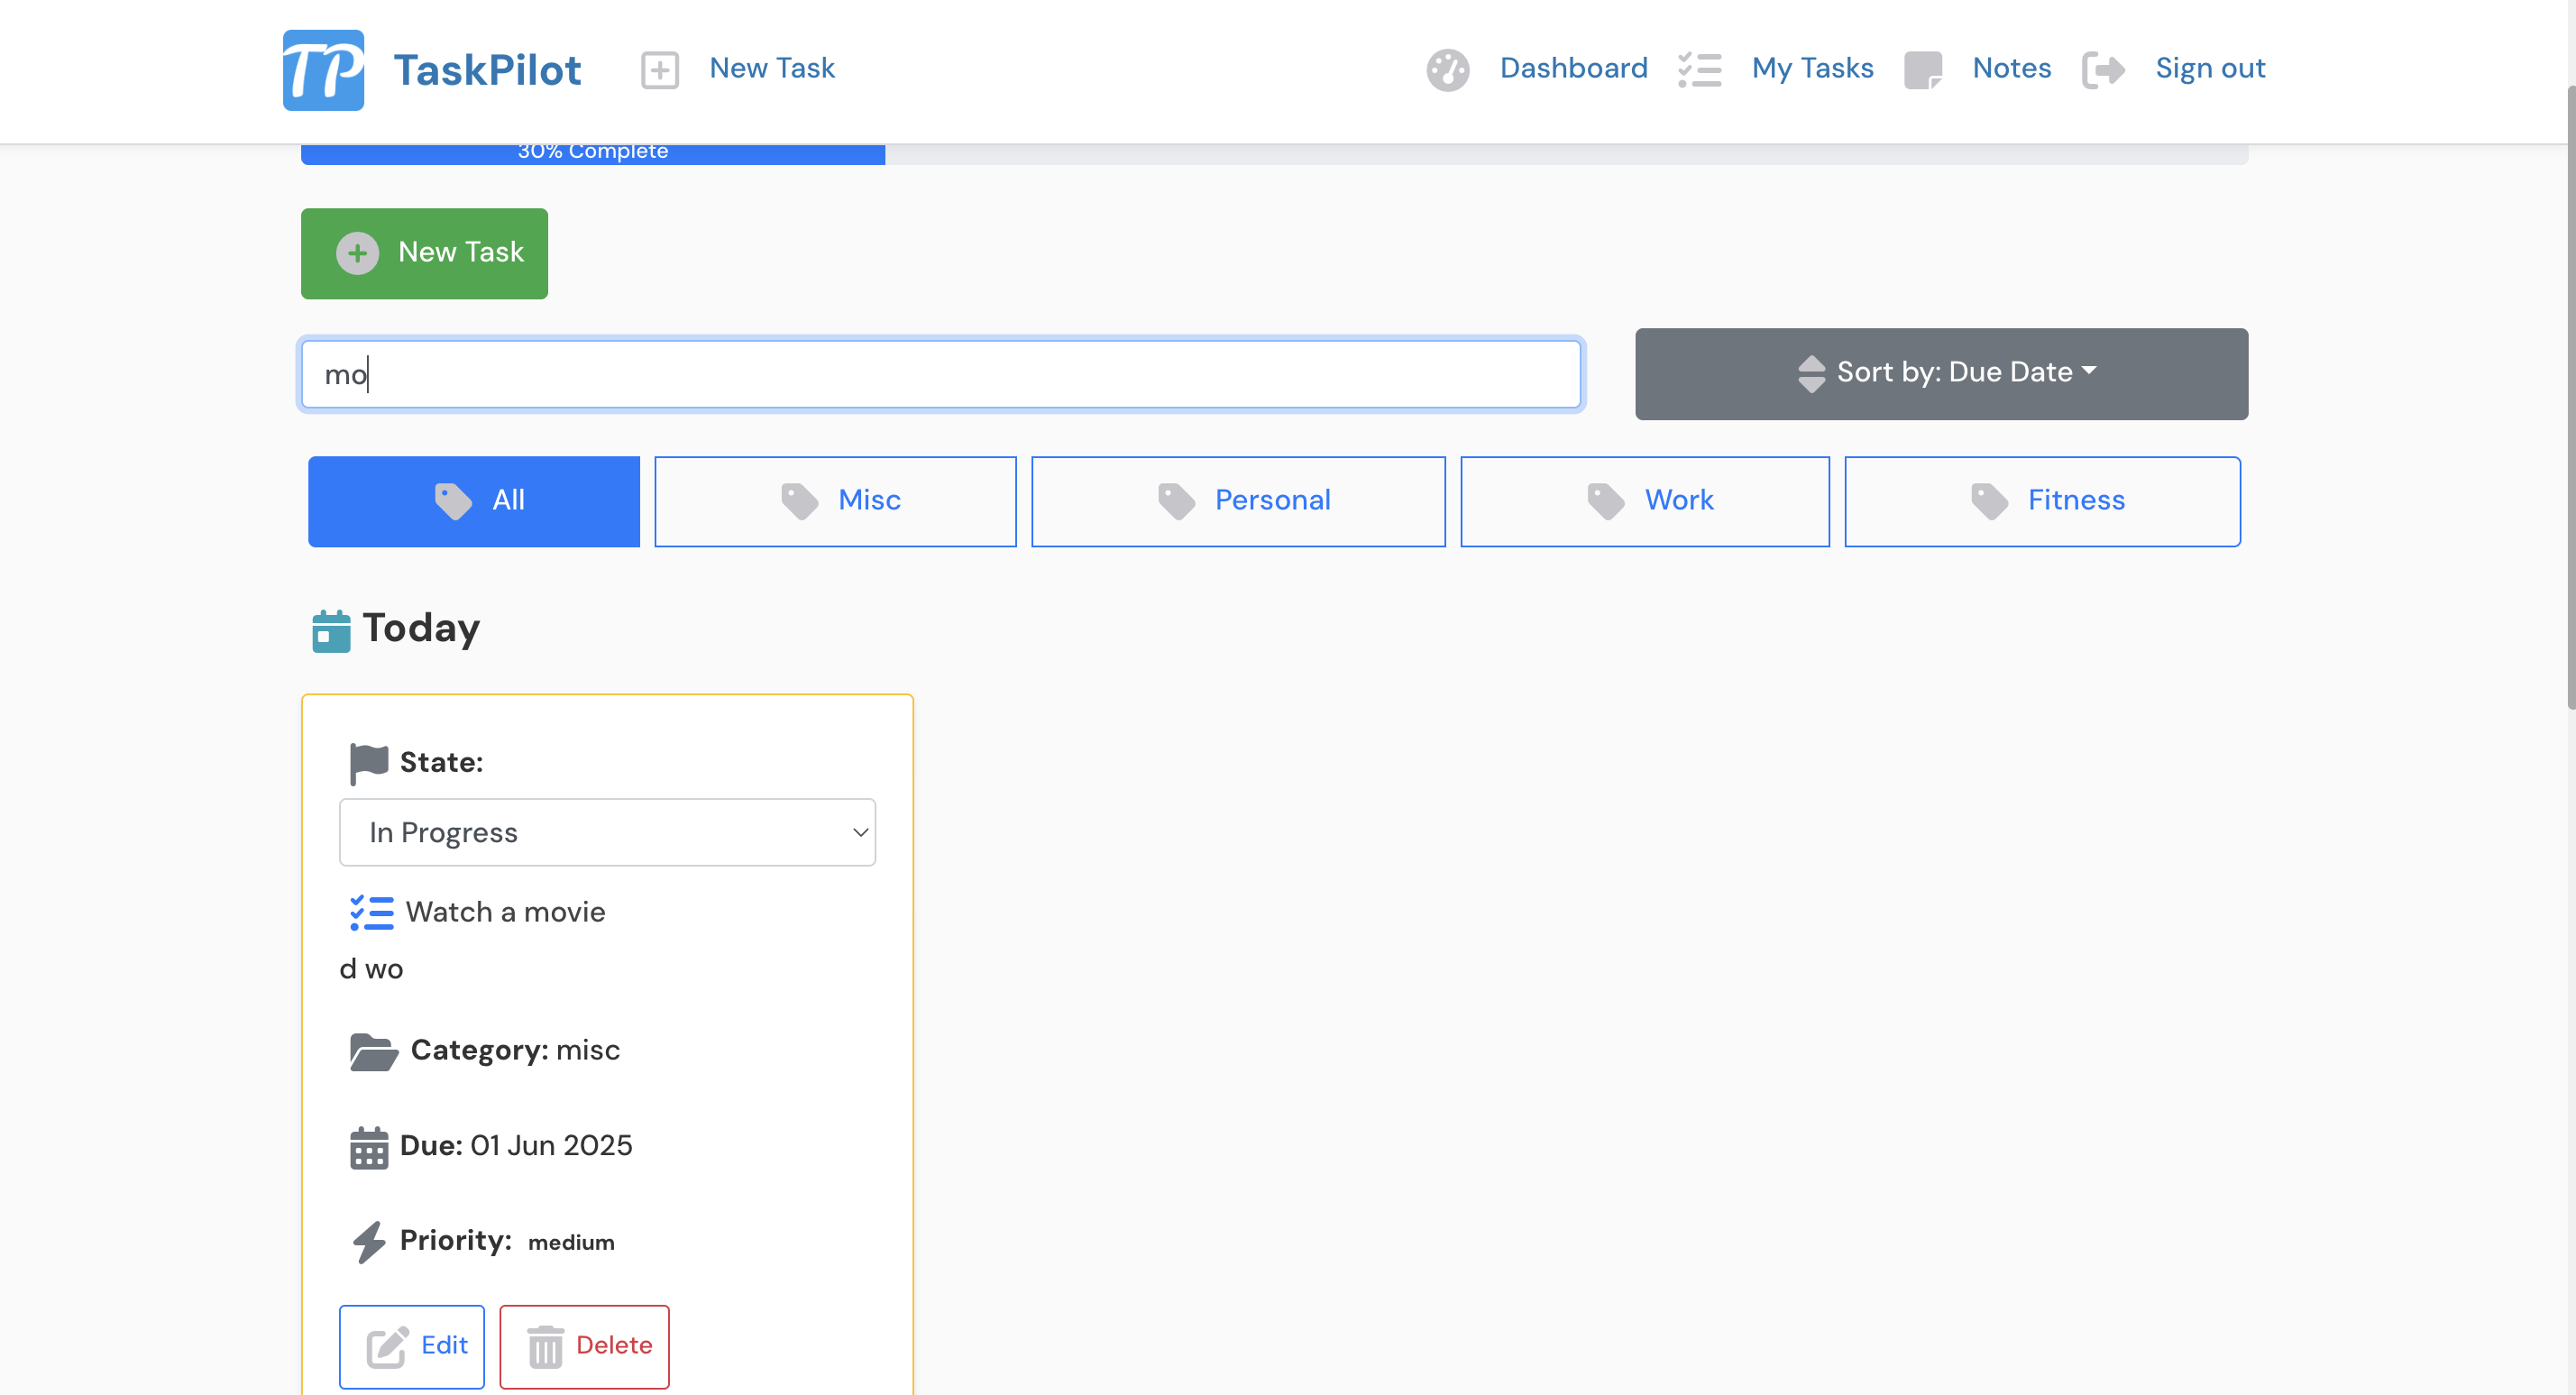 TP TaskPilot New Task Dashboard My Tasks Notes Sign out
30% Complete
New Task
mo
Sort by: Due Date
All Misc Personal Work Fitness
Today
State:
In Progress
Watch a movie
d wo
Category: misc
Due: 01 Jun 2025
Priority: medium
Edit Delete